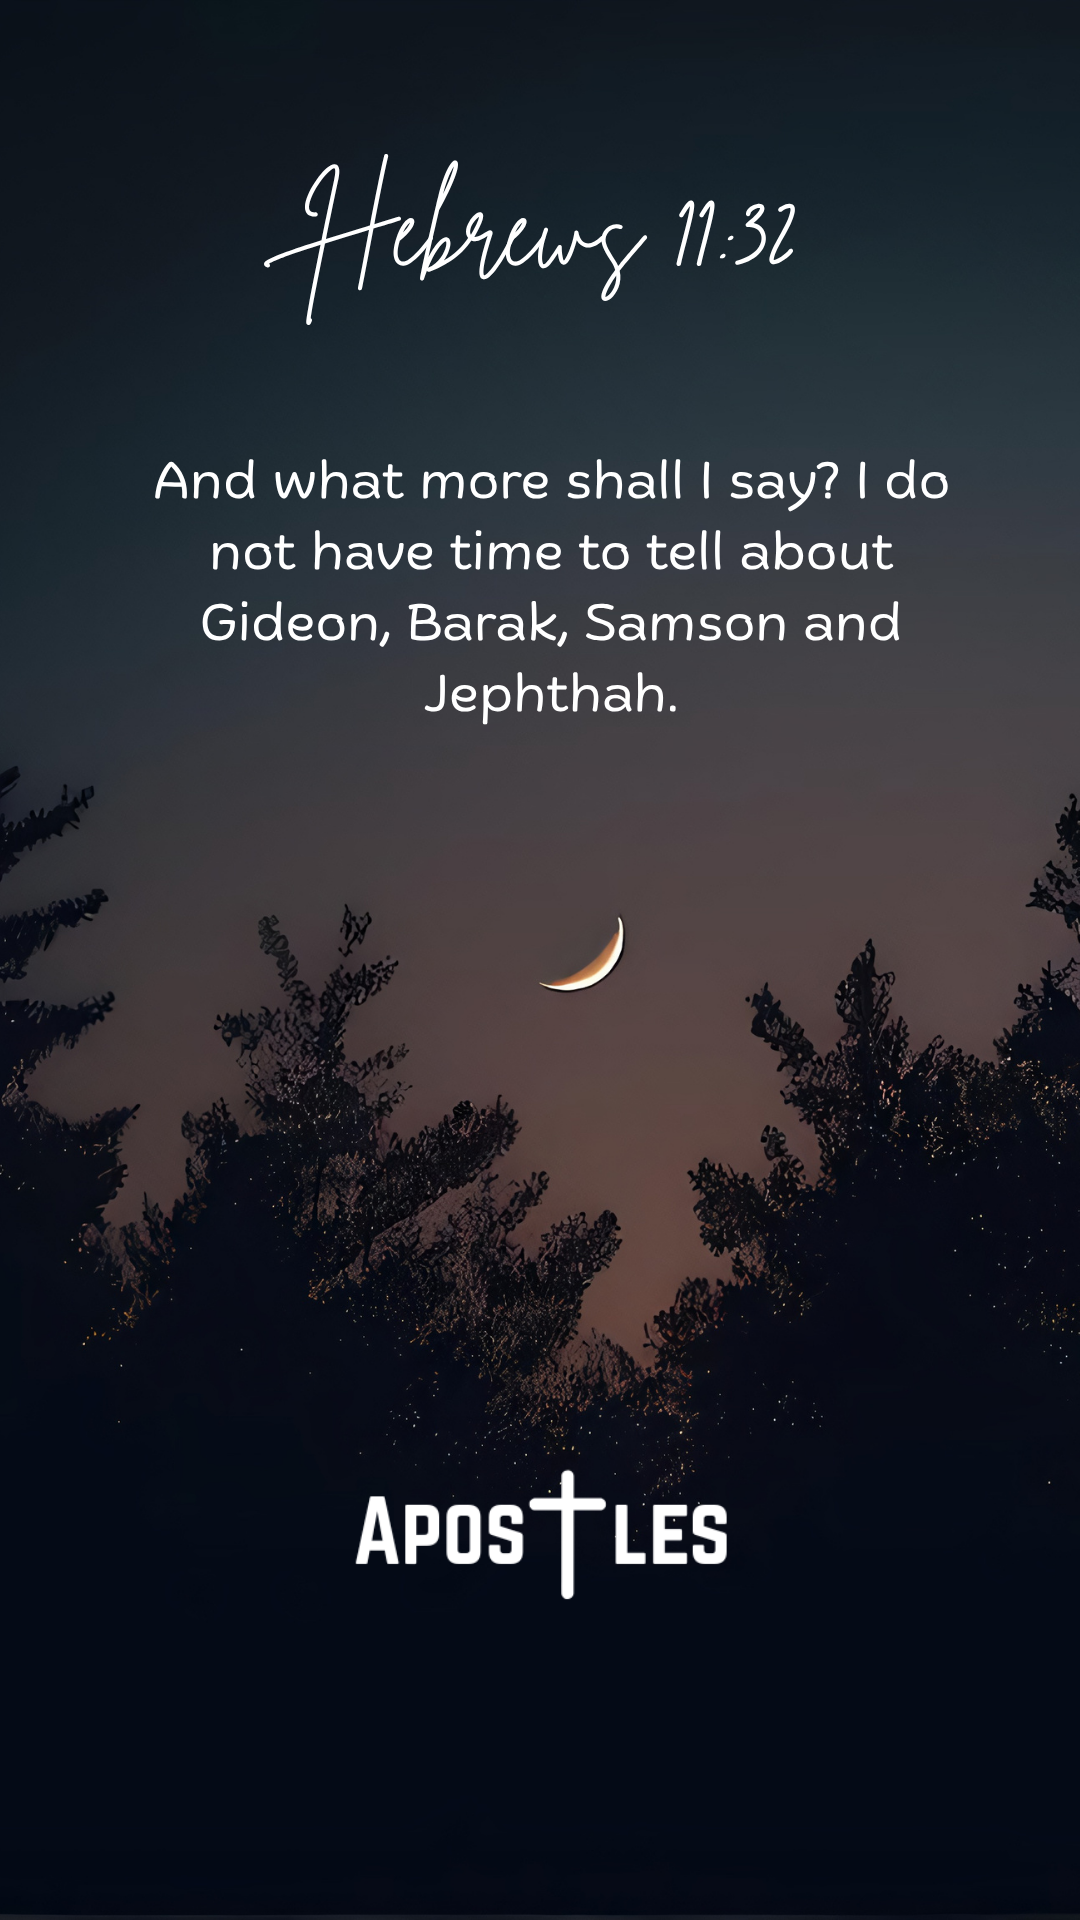 Hebrews 11:32
And what more shall I say? I do
not have time to tell about
Gideon, Barak, Samson and
Jephthah.
APOSTLES